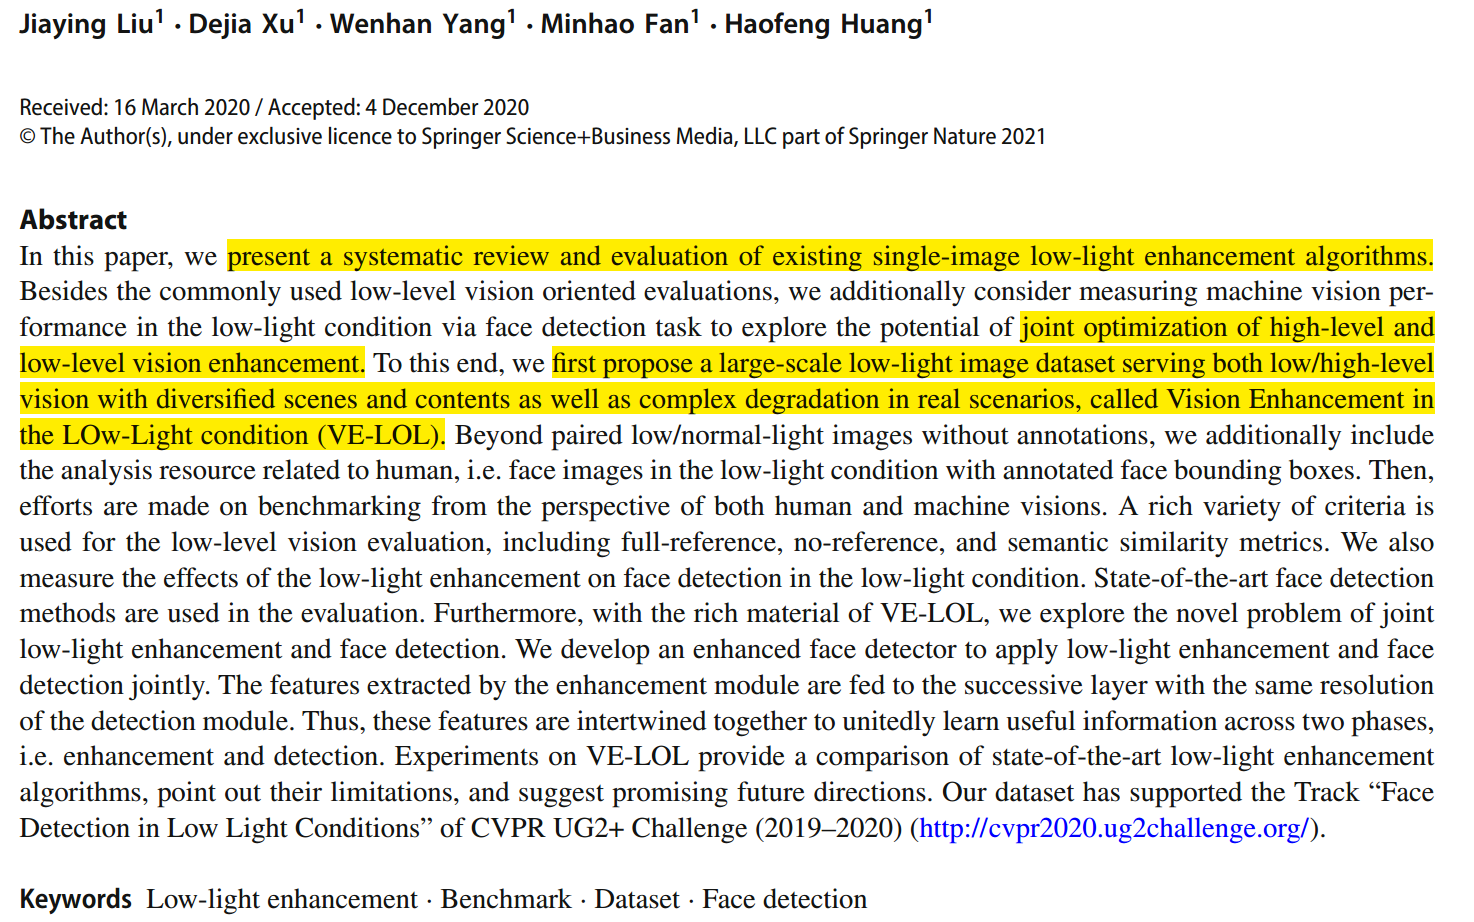 Jiaying Liu¹ · Dejia Xu¹ · Wenhan Yang¹ · Minhao Fan¹ · Haofeng Huang¹
Received: 16 March 2020 / Accepted: 4 December 2020
© The Author(s), under exclusive licence to Springer Science+Business Media, LLC part of Springer Nature 2021
Abstract
In this paper, we present a systematic review and evaluation of existing single-image low-light enhancement algorithms.
Besides the commonly used low-level vision oriented evaluations, we additionally consider measuring machine vision per-
formance in the low-light condition via face detection task to explore the potential of joint optimization of high-level and
low-level vision enhancement. To this end, we first propose a large-scale low-light image dataset serving both low/high-level
vision with diversified scenes and contents as well as complex degradation in real scenarios, called Vision Enhancement in
the LOw-Light condition (VE-LOL). Beyond paired low/normal-light images without annotations, we additionally include
the analysis resource related to human, i.e. face images in the low-light condition with annotated face bounding boxes. Then,
efforts are made on benchmarking from the perspective of both human and machine visions. A rich variety of criteria is
used for the low-level vision evaluation, including full-reference, no-reference, and semantic similarity metrics. We also
measure the effects of the low-light enhancement on face detection in the low-light condition. State-of-the-art face detection
methods are used in the evaluation. Furthermore, with the rich material of VE-LOL, we explore the novel problem of joint
low-light enhancement and face detection. We develop an enhanced face detector to apply low-light enhancement and face
detection jointly. The features extracted by the enhancement module are fed to the successive layer with the same resolution
of the detection module. Thus, these features are intertwined together to unitedly learn useful information across two phases,
i.e. enhancement and detection. Experiments on VE-LOL provide a comparison of state-of-the-art low-light enhancement
algorithms, point out their limitations, and suggest promising future directions. Our dataset has supported the Track “Face
Detection in Low Light Conditions” of CVPR UG2+ Challenge (2019–2020) (http://cvpr2020.ug2challenge.org/).
Keywords Low-light enhancement · Benchmark · Dataset · Face detection